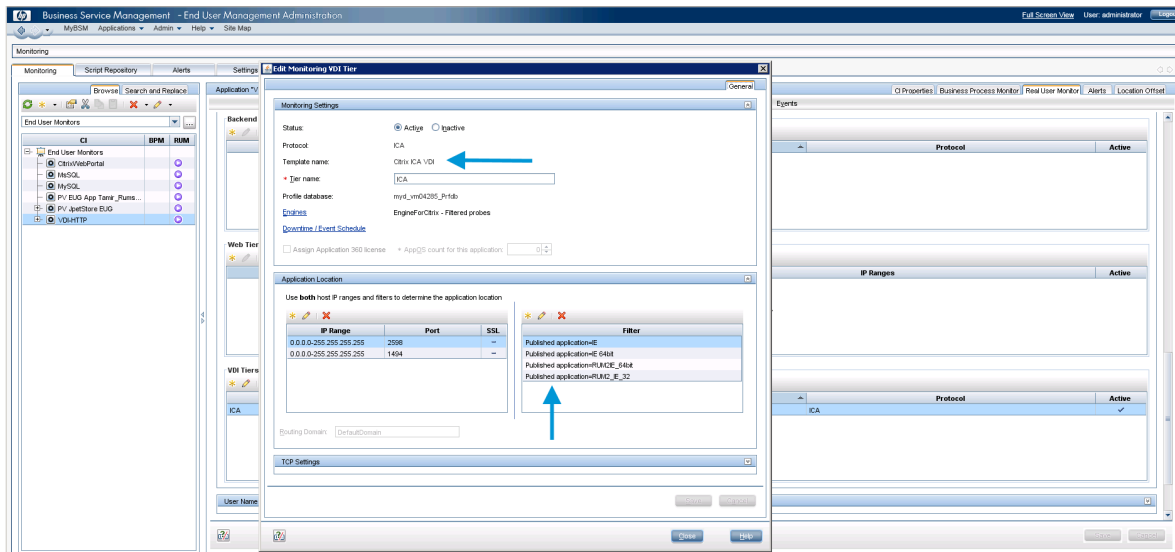 Business Service Management - End User Management Administration
Full Screen View User: administrator Logou
MyBSM Applications Admin Help Site Map
Monitoring
Monitoring Script Repository Alerts Settings
Browse Search and Replace
End User Monitors
...
CI BPM RUM
End User Monitors
CitrixWebPortal
MsSQL
MySQL
PV EUG App Tamir_Rums...
PV JpetStore EUG
VDI-HTTP
Application "V
Backend
Web Tier
VDI Tiers
ICA
User Name
Edit Monitoring VDI Tier
General
Monitoring Settings
Status: Active Inactive
Protocol: ICA
Template name: Citrix ICA VDI
* Tier name: ICA
Profile database: myd_vm04285_Prfdb
Engines EngineForCitrix - Filtered probes
Downtime / Event Schedule
Assign Application 360 license * AppOS count for this application: 0
Application Location
Use both host IP ranges and filters to determine the application location
IP Range Port SSL
0.0.0.0-255.255.255.255 2598 –
0.0.0.0-255.255.255.255 1494 –
Filter
Published application=IE
Published application=IE 64bit
Published application=RUM2IE_64bit
Published application=RUM2_IE_32
Routing Domain: DefaultDomain
TCP Settings
Close Help
CI Properties Business Process Monitor Real User Monitor Alerts Location Offset
Events
Protocol Active
IP Ranges Active
Protocol Active
ICA